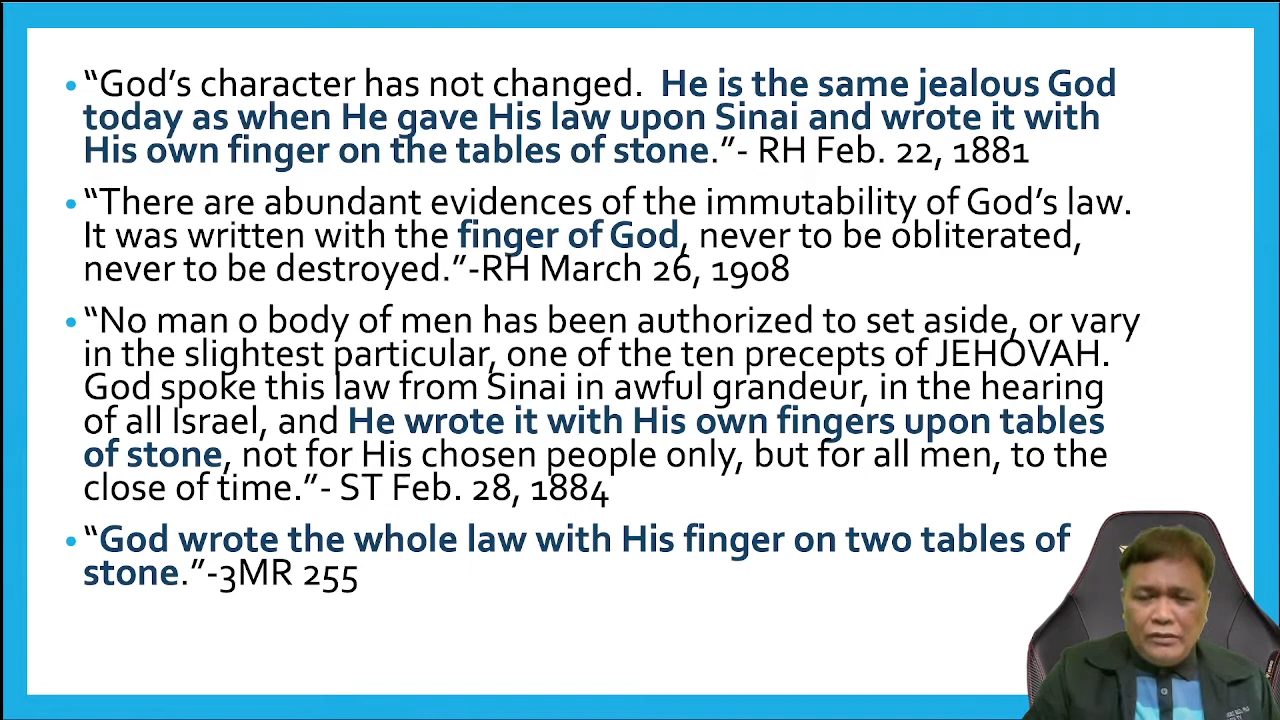 • “God’s character has not changed. He is the same jealous God
today as when He gave His law upon Sinai and wrote it with
His own finger on the tables of stone.”- RH Feb. 22, 1881
• “There are abundant evidences of the immutability of God’s law.
It was written with the finger of God, never to be obliterated,
never to be destroyed.”-RH March 26, 1908
• “No man o body of men has been authorized to set aside, or vary
in the slightest particular, one of the ten precepts of JEHOVAH.
God spoke this law from Sinai in awful grandeur, in the hearing
of all Israel, and He wrote it with His own fingers upon tables
of stone, not for His chosen people only, but for all men, to the
close of time.”- ST Feb. 28, 1884
• “God wrote the whole law with His finger on two tables of
stone.”-3MR 255